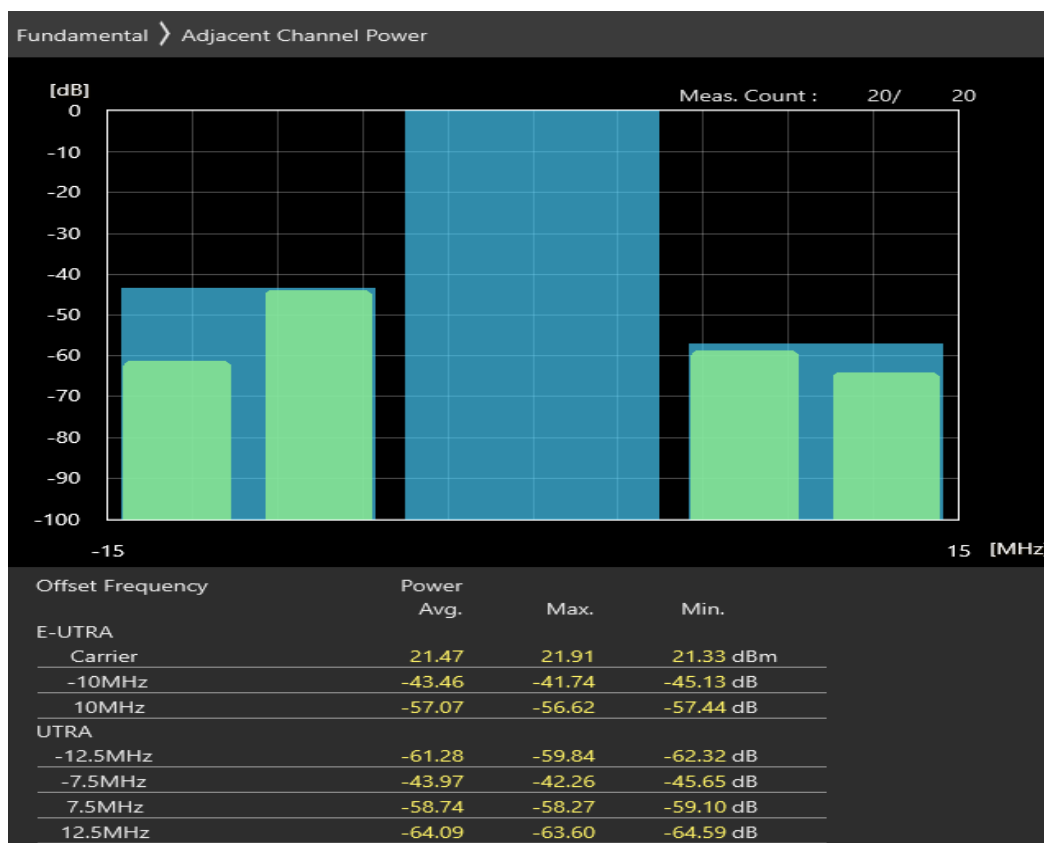 Fundamental 〉 Adjacent Channel Power
[dB]
Meas. Count : 20/ 20
0
-10
-20
-30
-40
-50
-60
-70
-80
-90
-100
-15 15 [MHz
Offset Frequency Power
Avg. Max. Min.
E-UTRA
Carrier 21.47 21.91 21.33 dBm
-10MHz -43.46 -41.74 -45.13 dB
10MHz -57.07 -56.62 -57.44 dB
UTRA
-12.5MHz -61.28 -59.84 -62.32 dB
-7.5MHz -43.97 -42.26 -45.65 dB
7.5MHz -58.74 -58.27 -59.10 dB
12.5MHz -64.09 -63.60 -64.59 dB